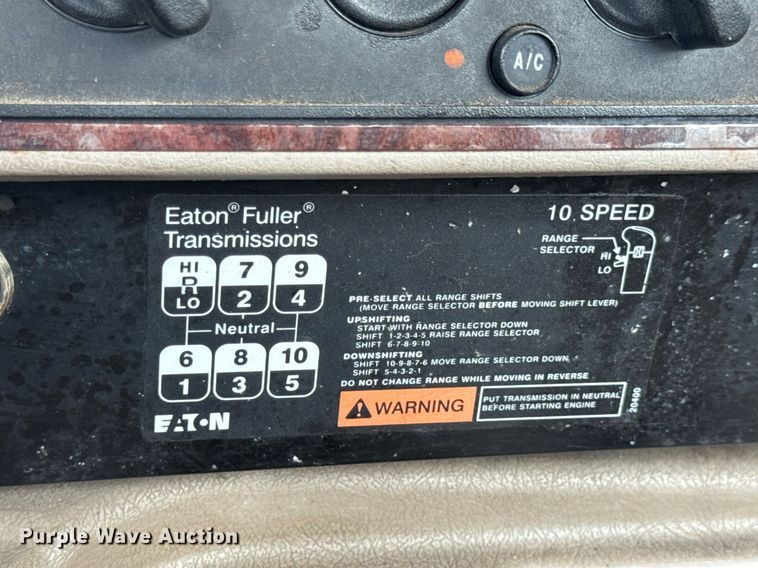 A/C
Eaton® Fuller®
Transmissions
10 SPEED
RANGE
SELECTOR
HI
LO
HI 7 9
R
LO 2 4
Neutral
6 8 10
1 3 5
PRE-SELECT ALL RANGE SHIFTS
(MOVE RANGE SELECTOR BEFORE MOVING SHIFT LEVER)
UPSHIFTING
START WITH RANGE SELECTOR DOWN
SHIFT 1-2-3-4-5 RAISE RANGE SELECTOR
SHIFT 6-7-8-9-10
DOWNSHIFTING
SHIFT 10-9-8-7-6 MOVE RANGE SELECTOR DOWN
SHIFT 5-4-3-2-1
DO NOT CHANGE RANGE WHILE MOVING IN REVERSE
WARNING
PUT TRANSMISSION IN NEUTRAL
BEFORE STARTING ENGINE
20400
EATON
Purple Wave Auction